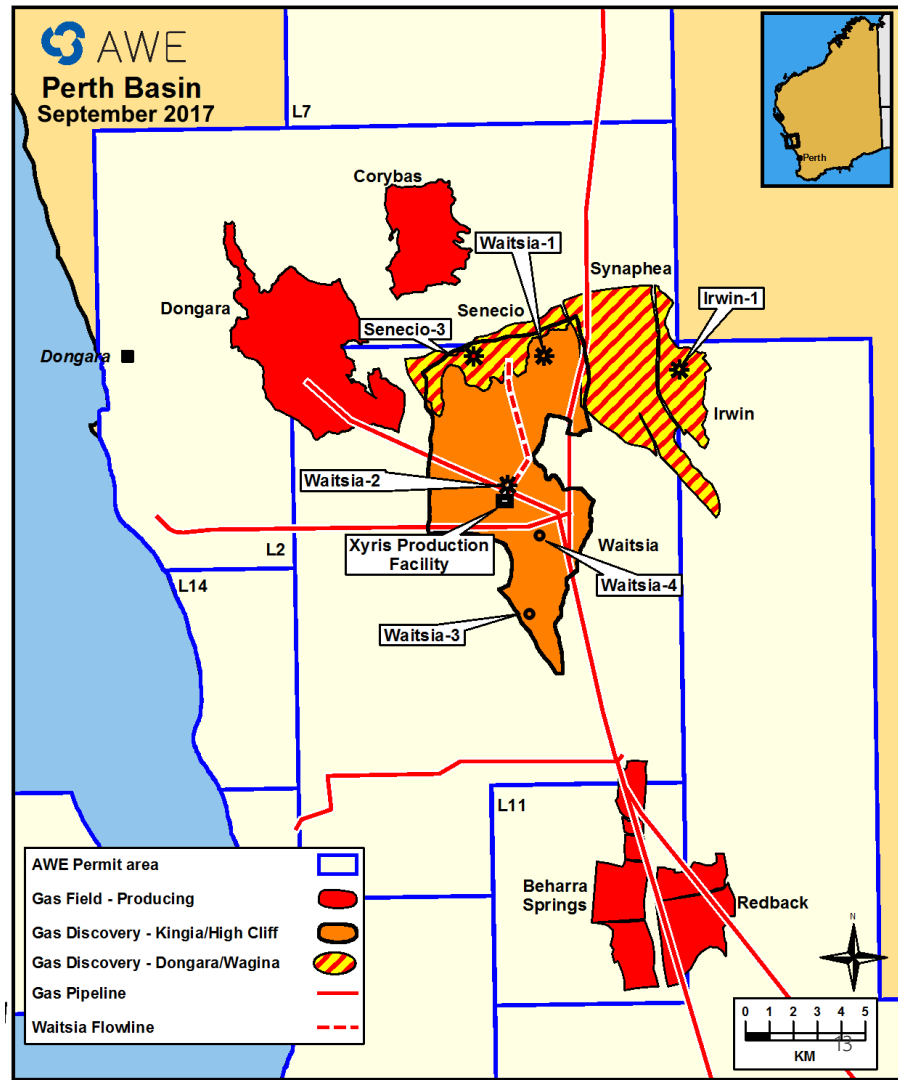 AWE
Perth Basin
September 2017
Perth
L7
Corybas
Waitsia-1
Synaphea
Irwin-1
Senecio
Dongara
Senecio-3
Dongara
Irwin
Waitsia-2
Xyris Production
Facility
Waitsia
L2
Waitsia-4
L14
Waitsia-3
L11
Beharra
Springs
Redback
AWE Permit area
Gas Field - Producing
Gas Discovery - Kingia/High Cliff
Gas Discovery - Dongara/Wagina
Gas Pipeline
Waitsia Flowline
N
0 1 2 3 4 5
KM
13